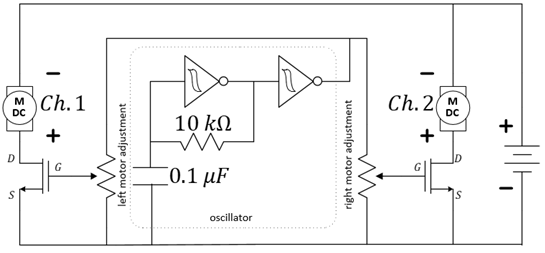 −
−
M
DC
Ch. 1
Ch. 2
M
DC
+
+
+
10 kΩ
left motor adjustment
right motor adjustment
D
G
S
D
G
S
0.1 μF
−
oscillator